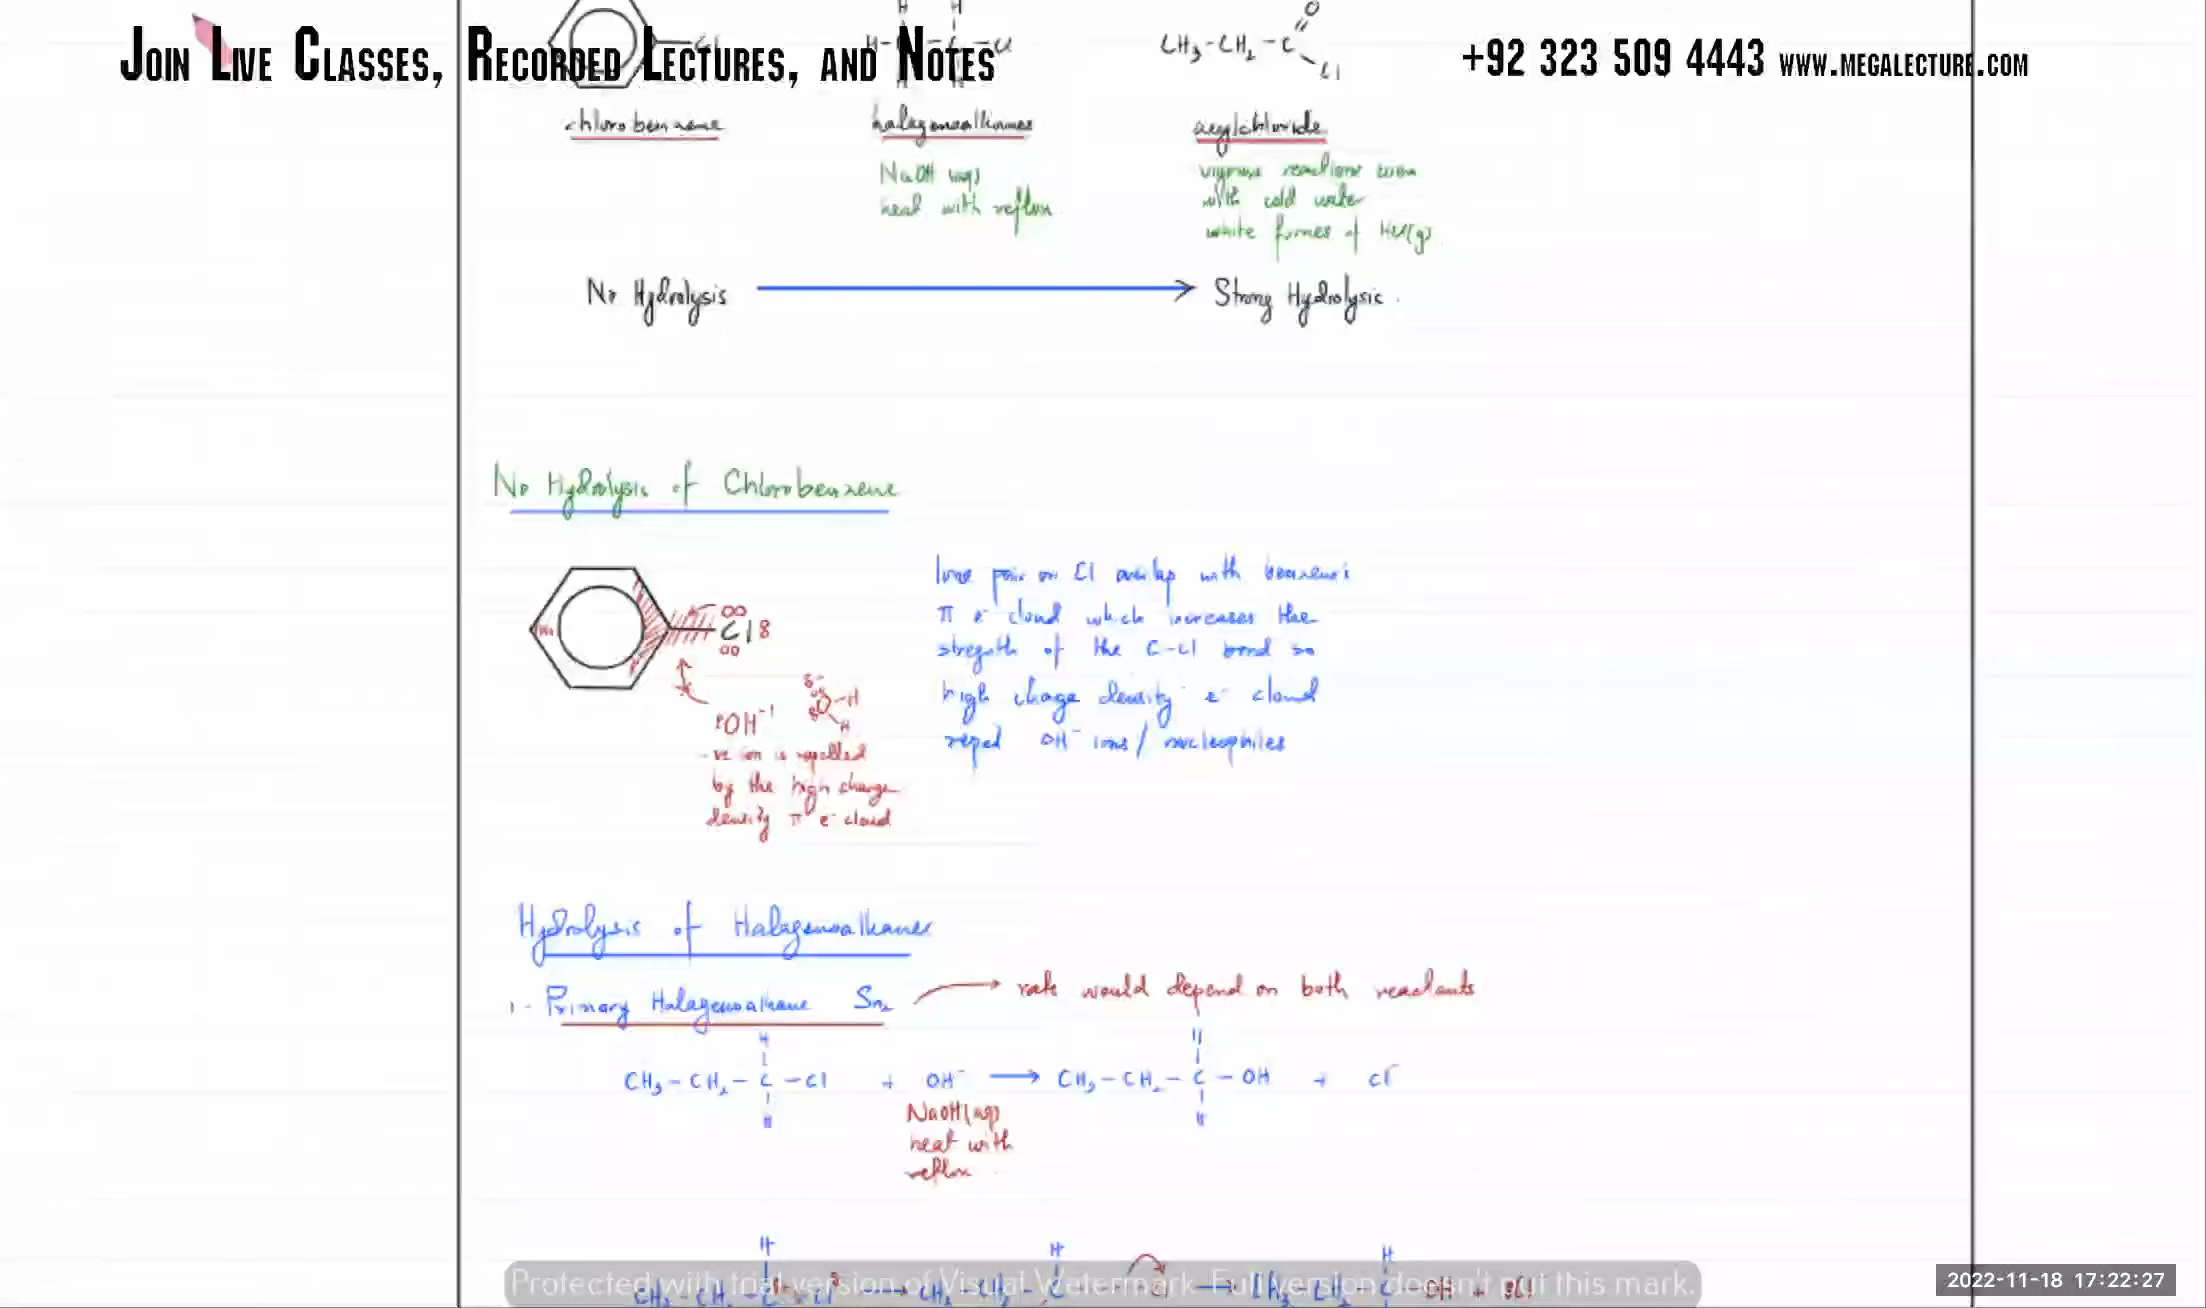 JOIN LIVE CLASSES, RECORDED LECTURES, AND NOTES
+92 323 509 4443 WWW.MEGALECTURE.COM
CH₃-CH₂-C
O
Cl
chlorobenzene
halogenoalkanes
acylchloride
NaOH (aq)
heat with reflux
vigrous reactions even
with cold water
white fumes of HCl(g)
No Hydrolysis
Strong Hydrolysis.
No Hydrolysis of Chlorobenzene
Cl
OH⁻¹
δ-
O-H
H
-ve ion is repelled
by the high charge
density π e⁻ cloud
lone pair on Cl overlap with benzene's
π e⁻ cloud which increases the
stregnth of the C-Cl bond so
high charge density e⁻ cloud
repel OH⁻ ions/ nucleophiles
Hydrolysis of Halogenoalkanes
1- Primary Halogenoalkane Sn₂
rate would depend on both reactants
H
H
CH₃-CH₂-C-Cl + OH⁻ → CH₃-CH₂-C-OH + Cl⁻
H
H
NaOH(aq)
heat with
reflux
H
H
H
Protected with trial version of Visual Watermark. Full version doesn't put this mark.
2022-11-18 17:22:27